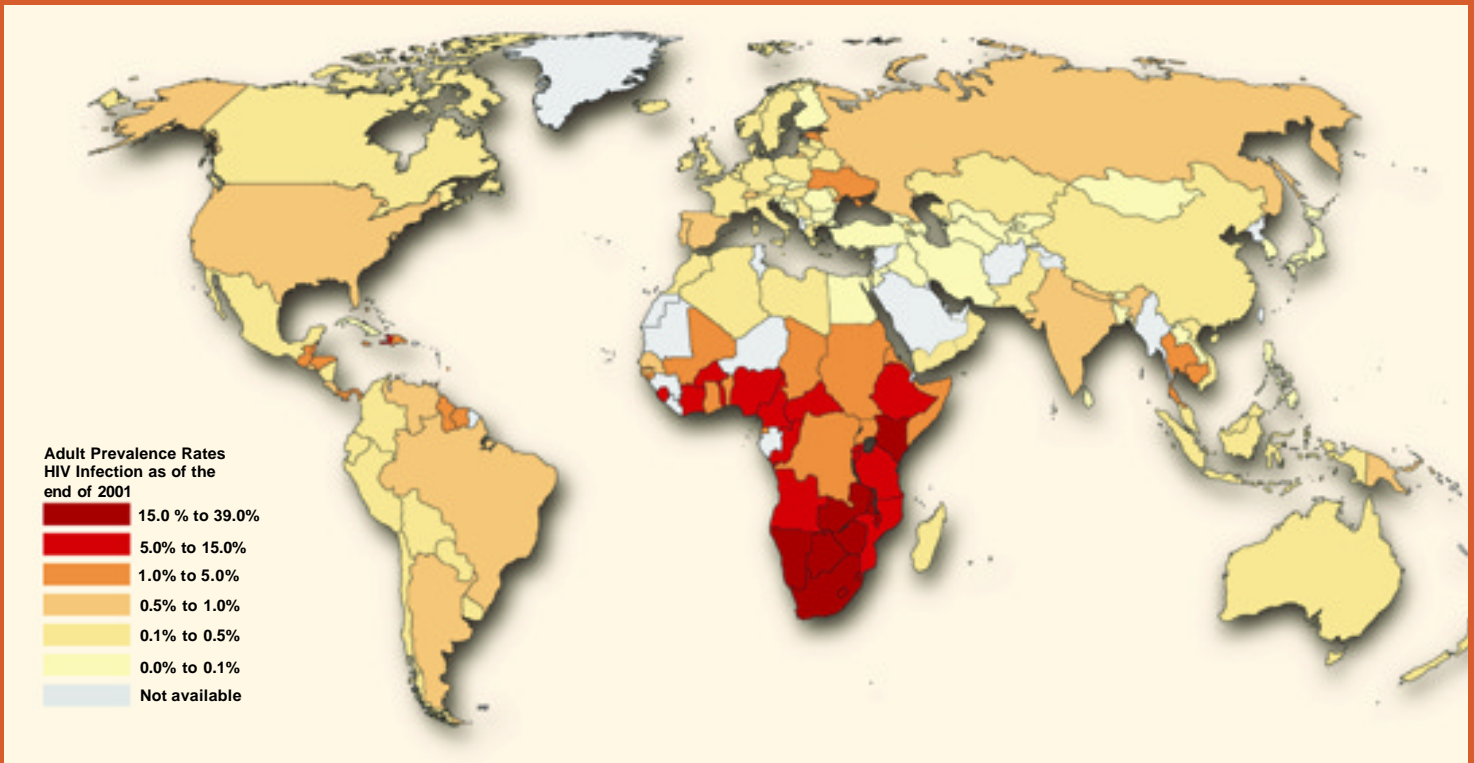 Adult Prevalence Rates
HIV Infection as of the
end of 2001
15.0 % to 39.0%
5.0% to 15.0%
1.0% to 5.0%
0.5% to 1.0%
0.1% to 0.5%
0.0% to 0.1%
Not available